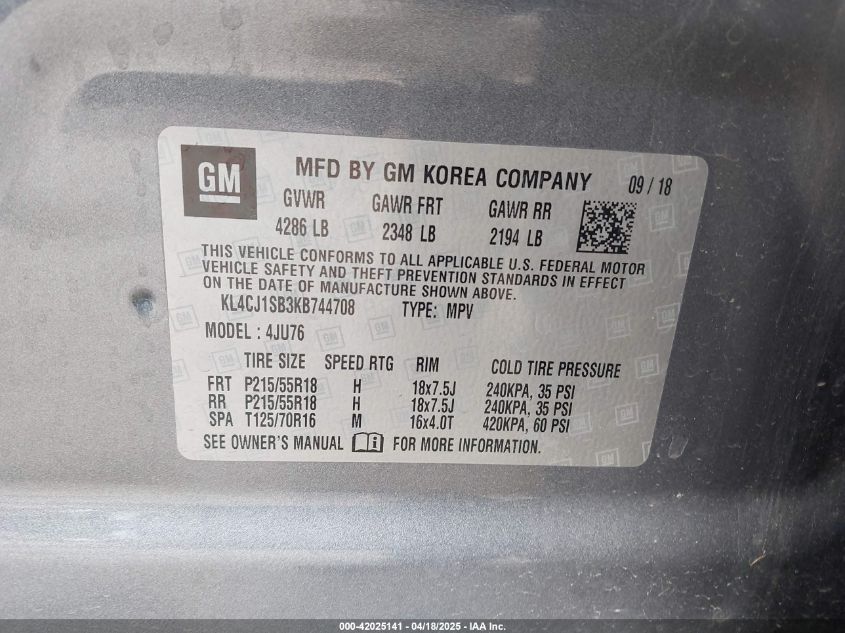 GM
MFD BY GM KOREA COMPANY 09 / 18
GVWR GAWR FRT GAWR RR
4286 LB 2348 LB 2194 LB
THIS VEHICLE CONFORMS TO ALL APPLICABLE U.S. FEDERAL MOTOR
VEHICLE SAFETY AND THEFT PREVENTION STANDARDS IN EFFECT
ON THE DATE OF MANUFACTURE SHOWN ABOVE.
KL4CJ1SB3KB744708 TYPE: MPV
MODEL : 4JU76
TIRE SIZE SPEED RTG RIM COLD TIRE PRESSURE
FRT P215/55R18 H 18x7.5J 240KPA, 35 PSI
RR P215/55R18 H 18x7.5J 240KPA, 35 PSI
SPA T125/70R16 M 16x4.0T 420KPA, 60 PSI
SEE OWNER'S MANUAL FOR MORE INFORMATION.
000-42025141 - 04/18/2025 - IAA Inc.